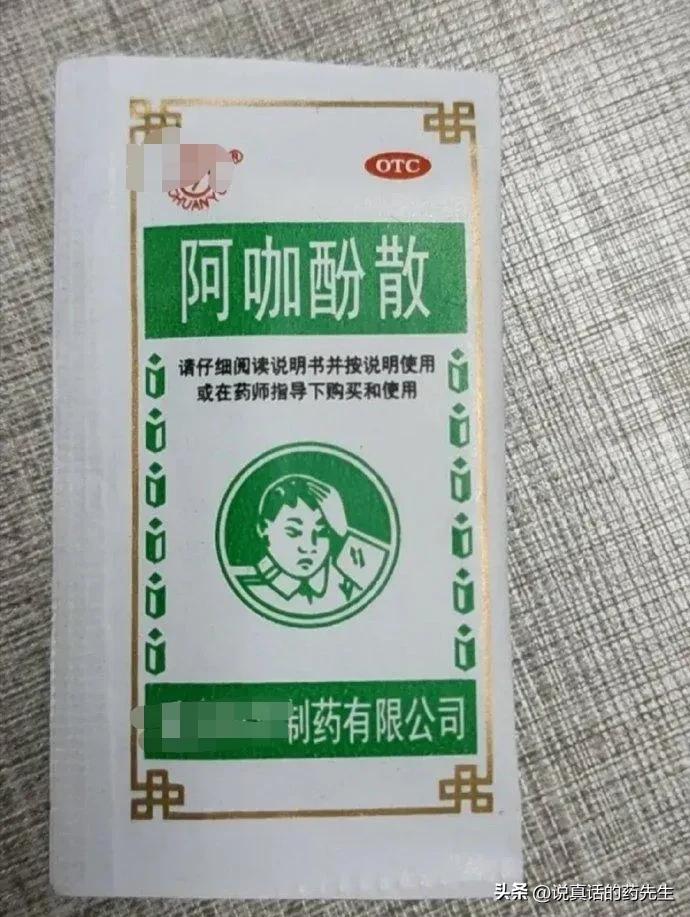 CHUANY
®
OTC
阿咖酚散
请仔细阅读说明书并按说明使用
或在药师指导下购买和使用
制药有限公司
头条 @说真话的药先生